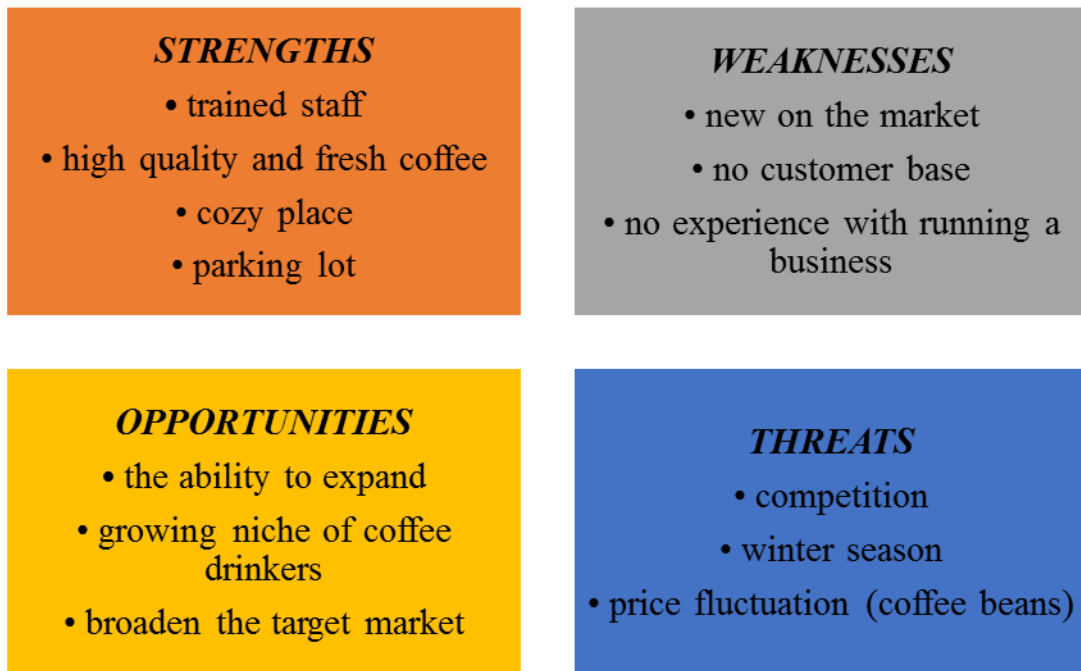 STRENGTHS
• trained staff
• high quality and fresh coffee
• cozy place
• parking lot
WEAKNESSES
• new on the market
• no customer base
• no experience with running a
business
OPPORTUNITIES
• the ability to expand
• growing niche of coffee
drinkers
• broaden the target market
THREATS
• competition
• winter season
• price fluctuation (coffee beans)